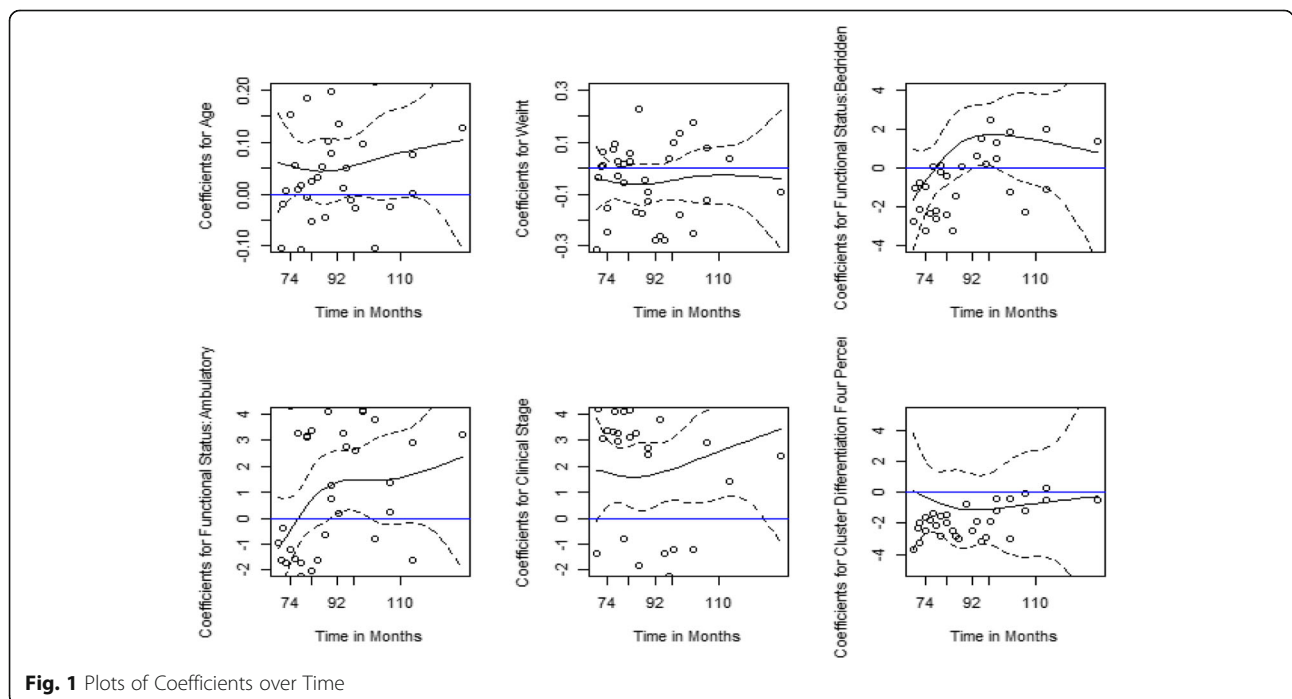 Coefficients for Age
0.20
0.10
0.00
-0.10
74 92 110
Time in Months
Coefficients for Weiht
0.3
0.1
-0.1
-0.3
74 92 110
Time in Months
Coefficients for Functional Status:Bedridden
4
2
0
-2
-4
74 92 110
Time in Months
Coefficients for Functional Status:Ambulatory
4
3
2
1
0
-1
-2
74 92 110
Time in Months
Coefficients for Clinical Stage
4
3
2
1
0
-1
-2
74 92 110
Time in Months
Coefficients for Cluster Differentiation Four Percei
4
2
0
-2
-4
74 92 110
Time in Months
Fig. 1 Plots of Coefficients over Time